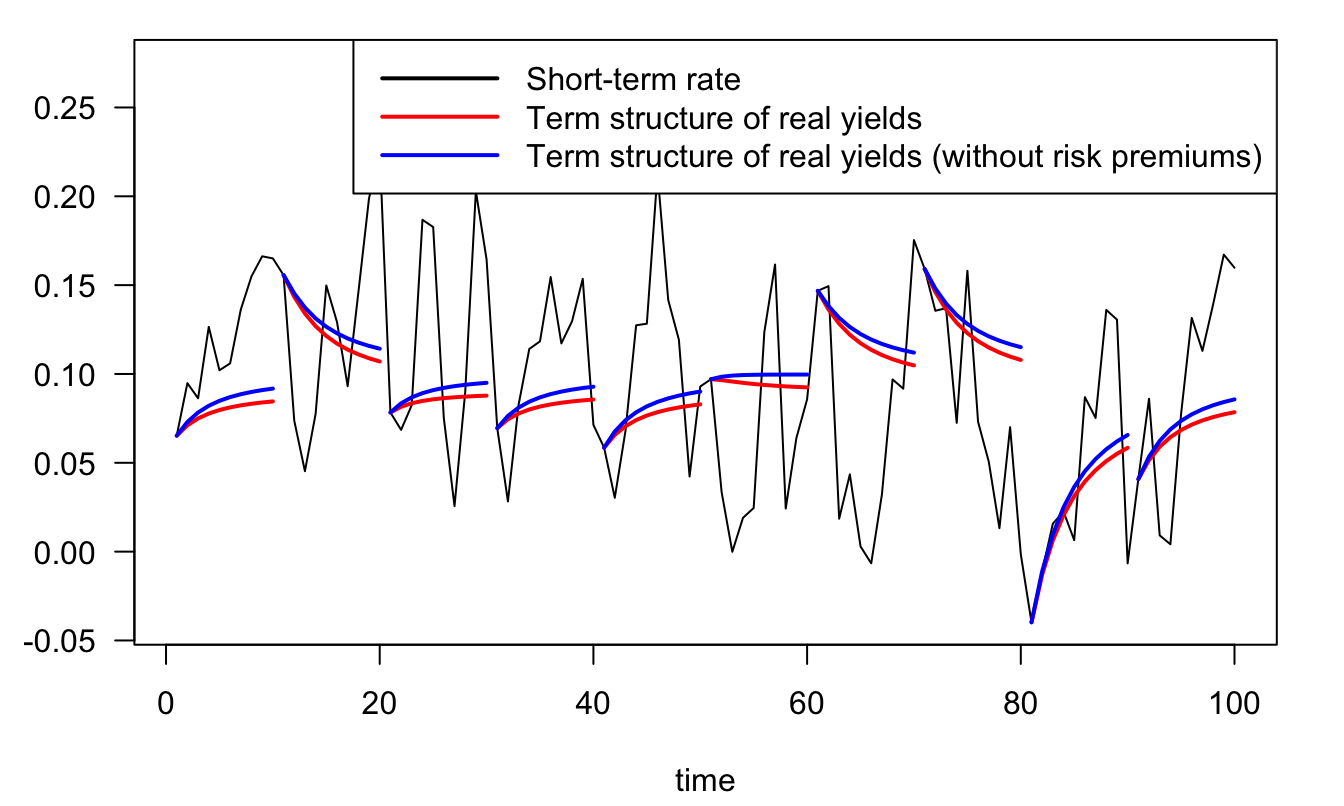 Short-term rate
Term structure of real yields
Term structure of real yields (without risk premiums)
0.25
0.20
0.15
0.10
0.05
0.00
-0.05
0 20 40 60 80 100
time